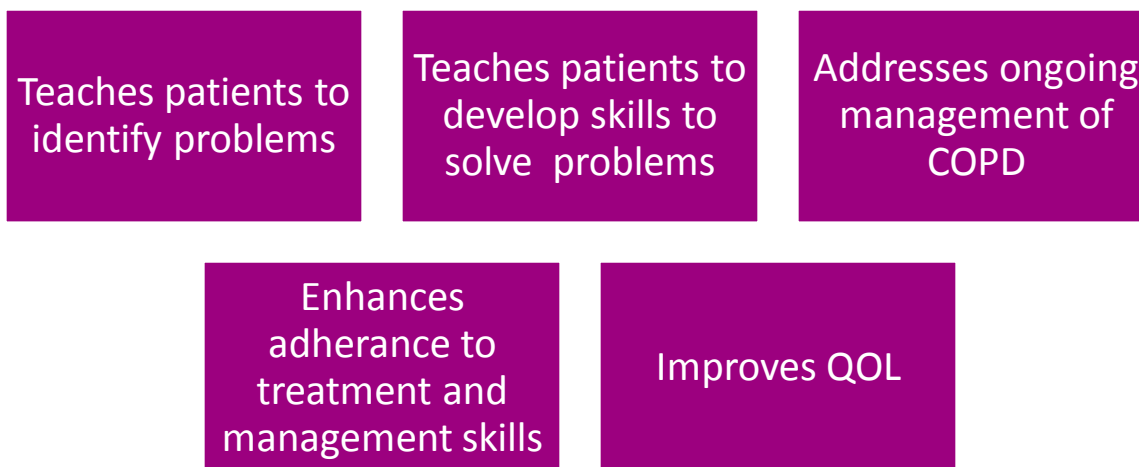 Teaches patients to
identify problems
Teaches patients to
develop skills to
solve  problems
Addresses ongoing
management of
COPD
Enhances
adherance to
treatment and
management skills
Improves QOL